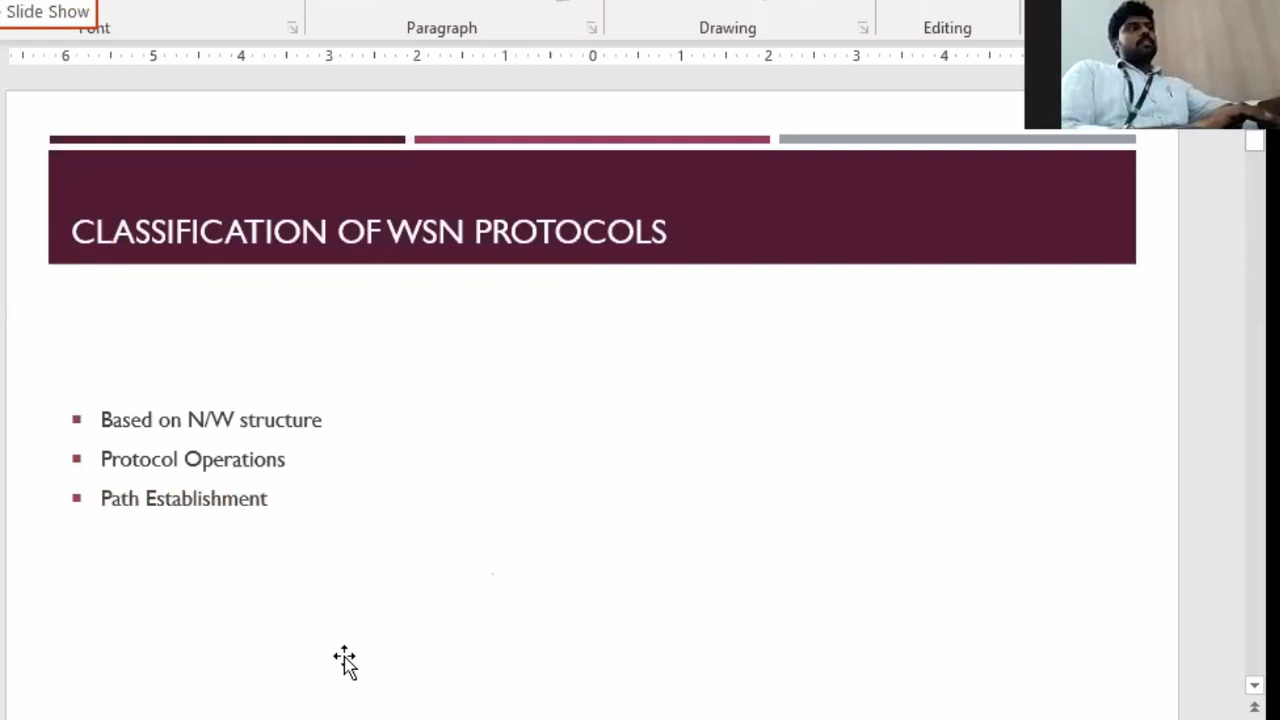 Slide Show
Font
Paragraph
Drawing
Editing
6 5 4 3 2 1 0 1 2 3 4
CLASSIFICATION OF WSN PROTOCOLS
Based on N/W structure
Protocol Operations
Path Establishment